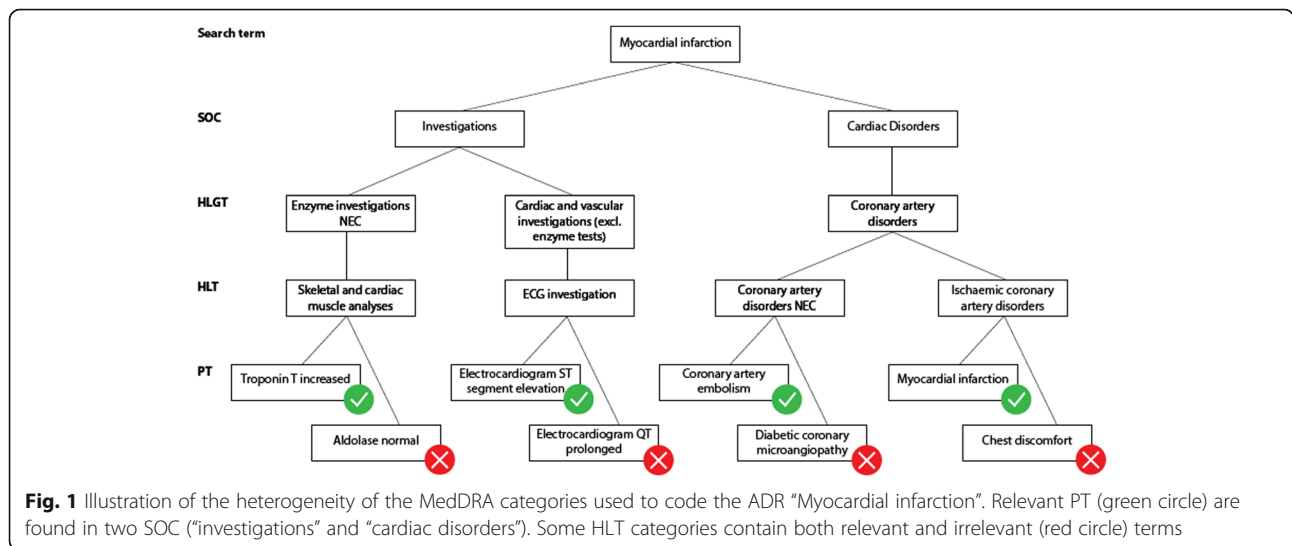 Search term
Myocardial infarction
SOC
Investigations
Cardiac Disorders
HLGT
Enzyme investigations
NEC
Cardiac and vascular
investigations (excl.
enzyme tests)
Coronary artery
disorders
HLT
Skeletal and cardiac
muscle analyses
ECG investigation
Coronary artery
disorders NEC
Ischaemic coronary
artery disorders
PT
Troponin T increased
Electrocardiogram ST
segment elevation
Coronary artery
embolism
Myocardial infarction
Aldolase normal
Electrocardiogram QT
prolonged
Diabetic coronary
microangiopathy
Chest discomfort
Fig. 1 Illustration of the heterogeneity of the MedDRA categories used to code the ADR “Myocardial infarction”. Relevant PT (green circle) are
found in two SOC (“investigations” and “cardiac disorders”). Some HLT categories contain both relevant and irrelevant (red circle) terms